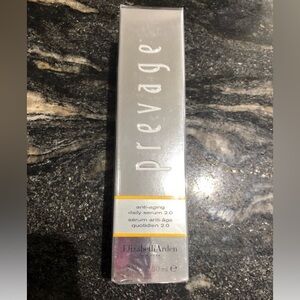 prevage
anti-aging
daily serum 2.0
sérum anti-âge
quotidien 2.0
Elizabeth Arden